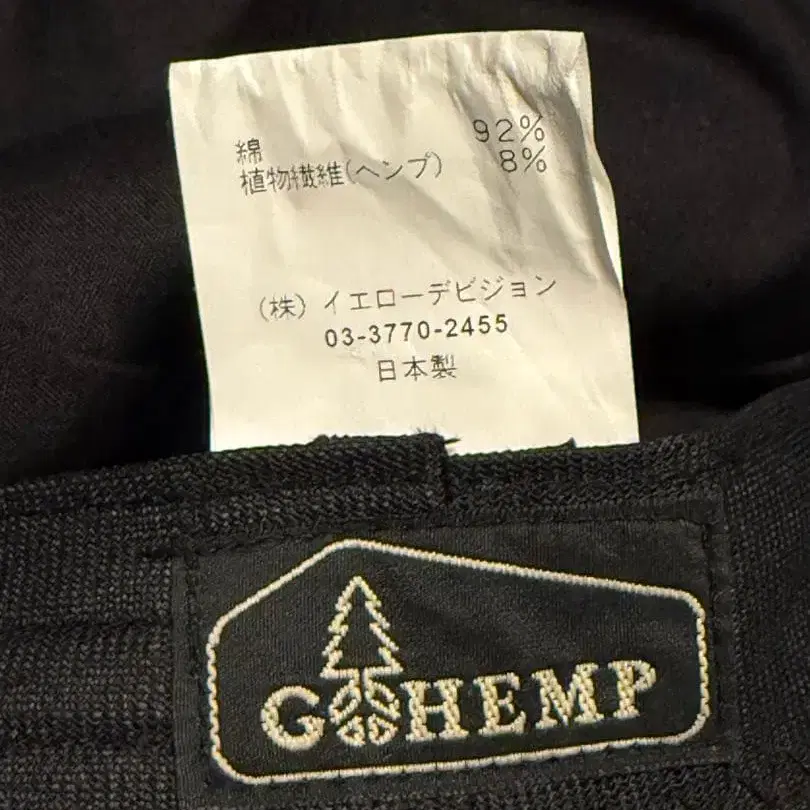 綿 92%
植物繊維(ヘンプ) 8%
(株)イエローデビジョン
03-3770-2455
日本製
GOHEMP